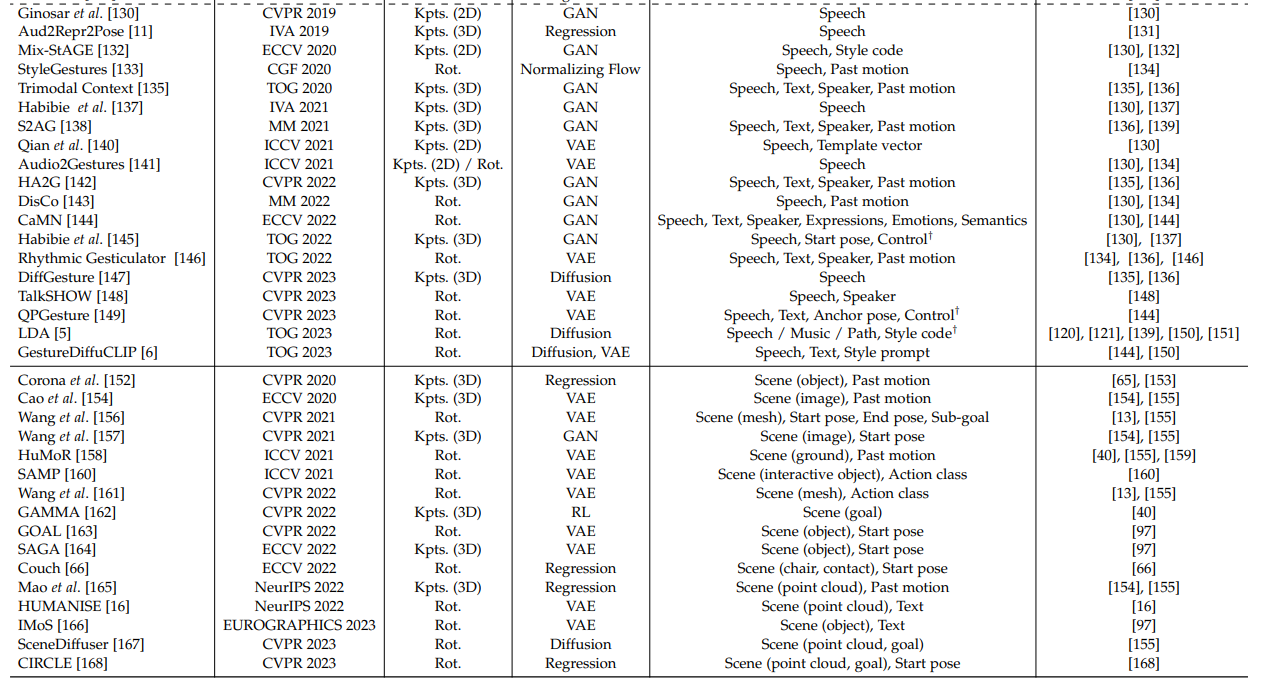 Ginosar et al. [130] CVPR 2019 Kpts. (2D) GAN Speech [130]
Aud2Repr2Pose [11] IVA 2019 Kpts. (3D) Regression Speech [131]
Mix-StAGE [132] ECCV 2020 Kpts. (2D) GAN Speech, Style code [130], [132]
StyleGestures [133] CGF 2020 Rot. Normalizing Flow Speech, Past motion [134]
Trimodal Context [135] TOG 2020 Kpts. (3D) GAN Speech, Text, Speaker, Past motion [135], [136]
Habibie et al. [137] IVA 2021 Kpts. (3D) GAN Speech [130], [137]
S2AG [138] MM 2021 Kpts. (3D) GAN Speech, Text, Speaker, Past motion [136], [139]
Qian et al. [140] ICCV 2021 Kpts. (2D) VAE Speech, Template vector [130]
Audio2Gestures [141] ICCV 2021 Kpts. (2D) / Rot. VAE Speech [130], [134]
HA2G [142] CVPR 2022 Kpts. (3D) GAN Speech, Text, Speaker, Past motion [135], [136]
DisCo [143] MM 2022 Rot. GAN Speech, Past motion [130], [134]
CaMN [144] ECCV 2022 Rot. GAN Speech, Text, Speaker, Expressions, Emotions, Semantics [130], [144]
Habibie et al. [145] TOG 2022 Kpts. (3D) GAN Speech, Start pose, Control† [130], [137]
Rhythmic Gesticulator [146] TOG 2022 Rot. VAE Speech, Text, Speaker, Past motion [134], [136], [146]
DiffGesture [147] CVPR 2023 Kpts. (3D) Diffusion Speech [135], [136]
TalkSHOW [148] CVPR 2023 Rot. VAE Speech, Speaker [148]
QPGesture [149] CVPR 2023 Rot. VAE Speech, Text, Anchor pose, Control† [144]
LDA [5] TOG 2023 Rot. Diffusion Speech / Music / Path, Style code† [120], [121], [139], [150], [151]
GestureDiffuCLIP [6] TOG 2023 Rot. Diffusion, VAE Speech, Text, Style prompt [144], [150]
Corona et al. [152] CVPR 2020 Kpts. (3D) Regression Scene (object), Past motion [65], [153]
Cao et al. [154] ECCV 2020 Kpts. (3D) VAE Scene (image), Past motion [154], [155]
Wang et al. [156] CVPR 2021 Rot. VAE Scene (mesh), Start pose, End pose, Sub-goal [13], [155]
Wang et al. [157] CVPR 2021 Kpts. (3D) GAN Scene (image), Start pose [154], [155]
HuMoR [158] ICCV 2021 Rot. VAE Scene (ground), Past motion [40], [155], [159]
SAMP [160] ICCV 2021 Rot. VAE Scene (interactive object), Action class [160]
Wang et al. [161] CVPR 2022 Rot. VAE Scene (mesh), Action class [13], [155]
GAMMA [162] CVPR 2022 Kpts. (3D) RL Scene (goal) [40]
GOAL [163] CVPR 2022 Rot. VAE Scene (object), Start pose [97]
SAGA [164] ECCV 2022 Kpts. (3D) VAE Scene (object), Start pose [97]
Couch [66] ECCV 2022 Rot. Regression Scene (chair, contact), Start pose [66]
Mao et al. [165] NeurIPS 2022 Kpts. (3D) Regression Scene (point cloud), Past motion [154], [155]
HUMANISE [16] NeurIPS 2022 Rot. VAE Scene (point cloud), Text [16]
IMoS [166] EUROGRAPHICS 2023 Rot. VAE Scene (object), Text [97]
SceneDiffuser [167] CVPR 2023 Rot. Diffusion Scene (point cloud, goal) [155]
CIRCLE [168] CVPR 2023 Rot. Regression Scene (point cloud, goal), Start pose [168]